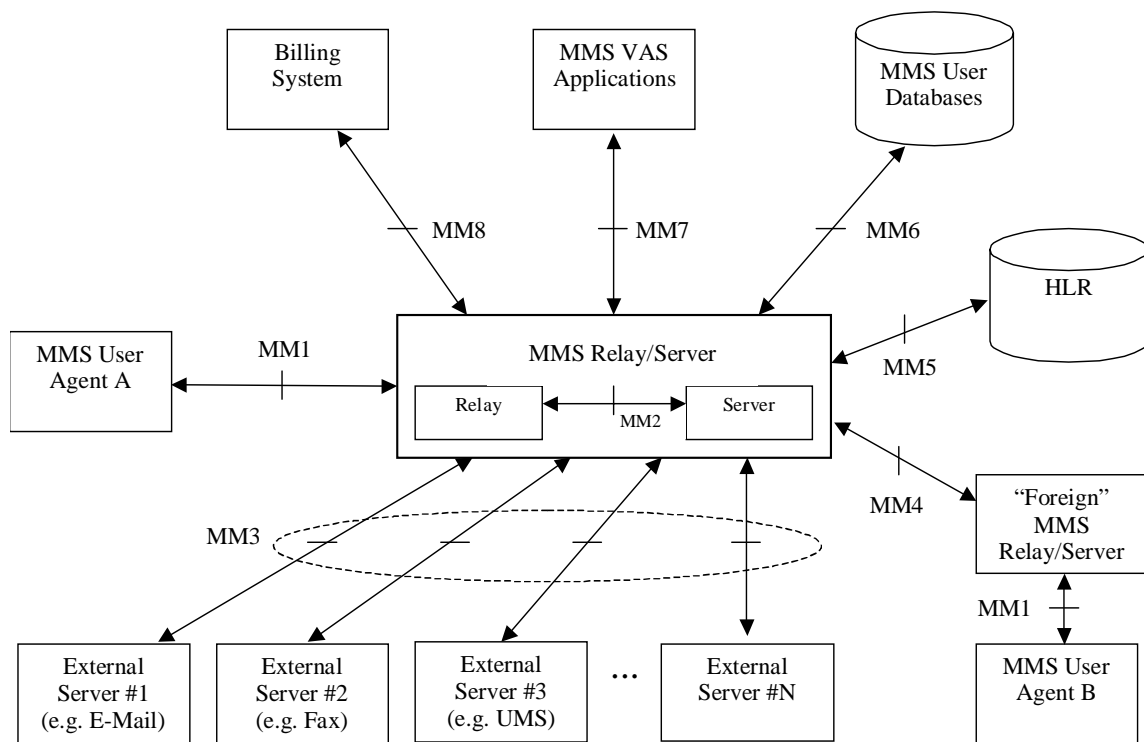 Billing
System
MMS VAS
Applications
MMS User
Databases
MM8
MM7
MM6
HLR
MMS User
Agent A
MM1
MMS Relay/Server
MM5
Relay
MM2
Server
MM4
“Foreign”
MMS
Relay/Server
MM3
MM1
External
Server #1
(e.g. E-Mail)
External
Server #2
(e.g. Fax)
External
Server #3
(e.g. UMS)
...
External
Server #N
MMS User
Agent B